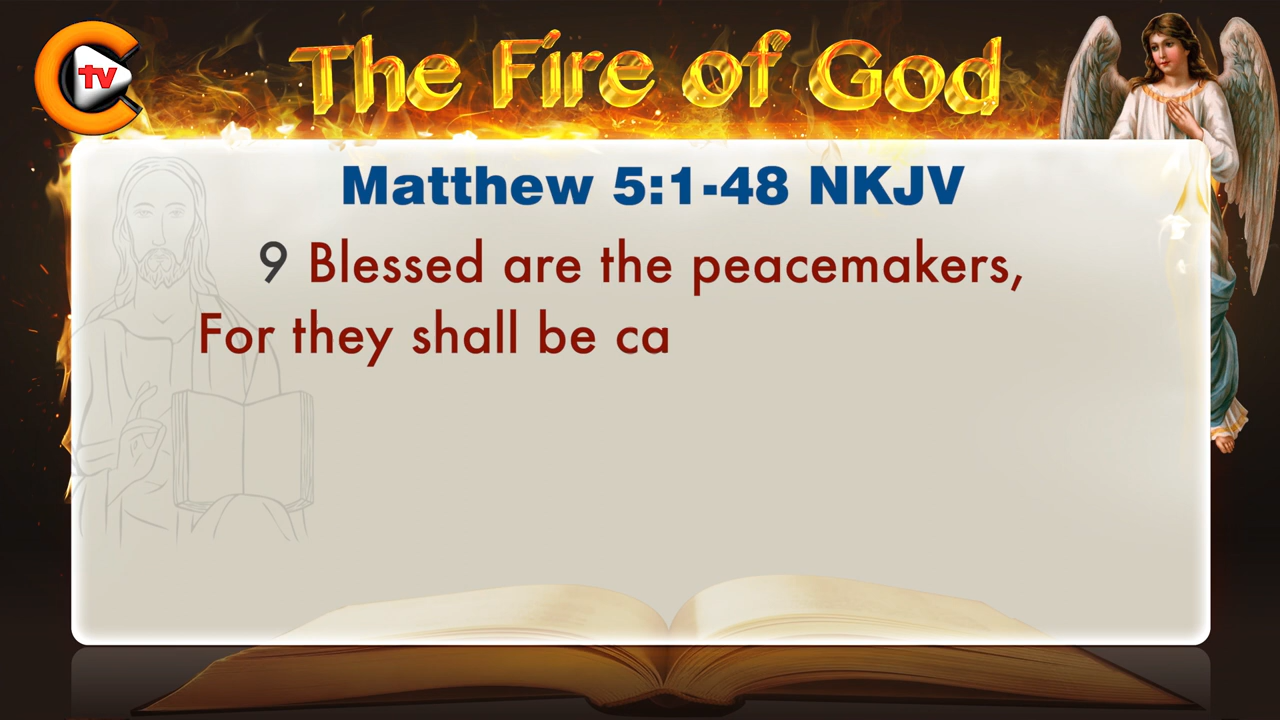 tv
The Fire of God
Matthew 5:1-48 NKJV
9 Blessed are the peacemakers,
For they shall be ca